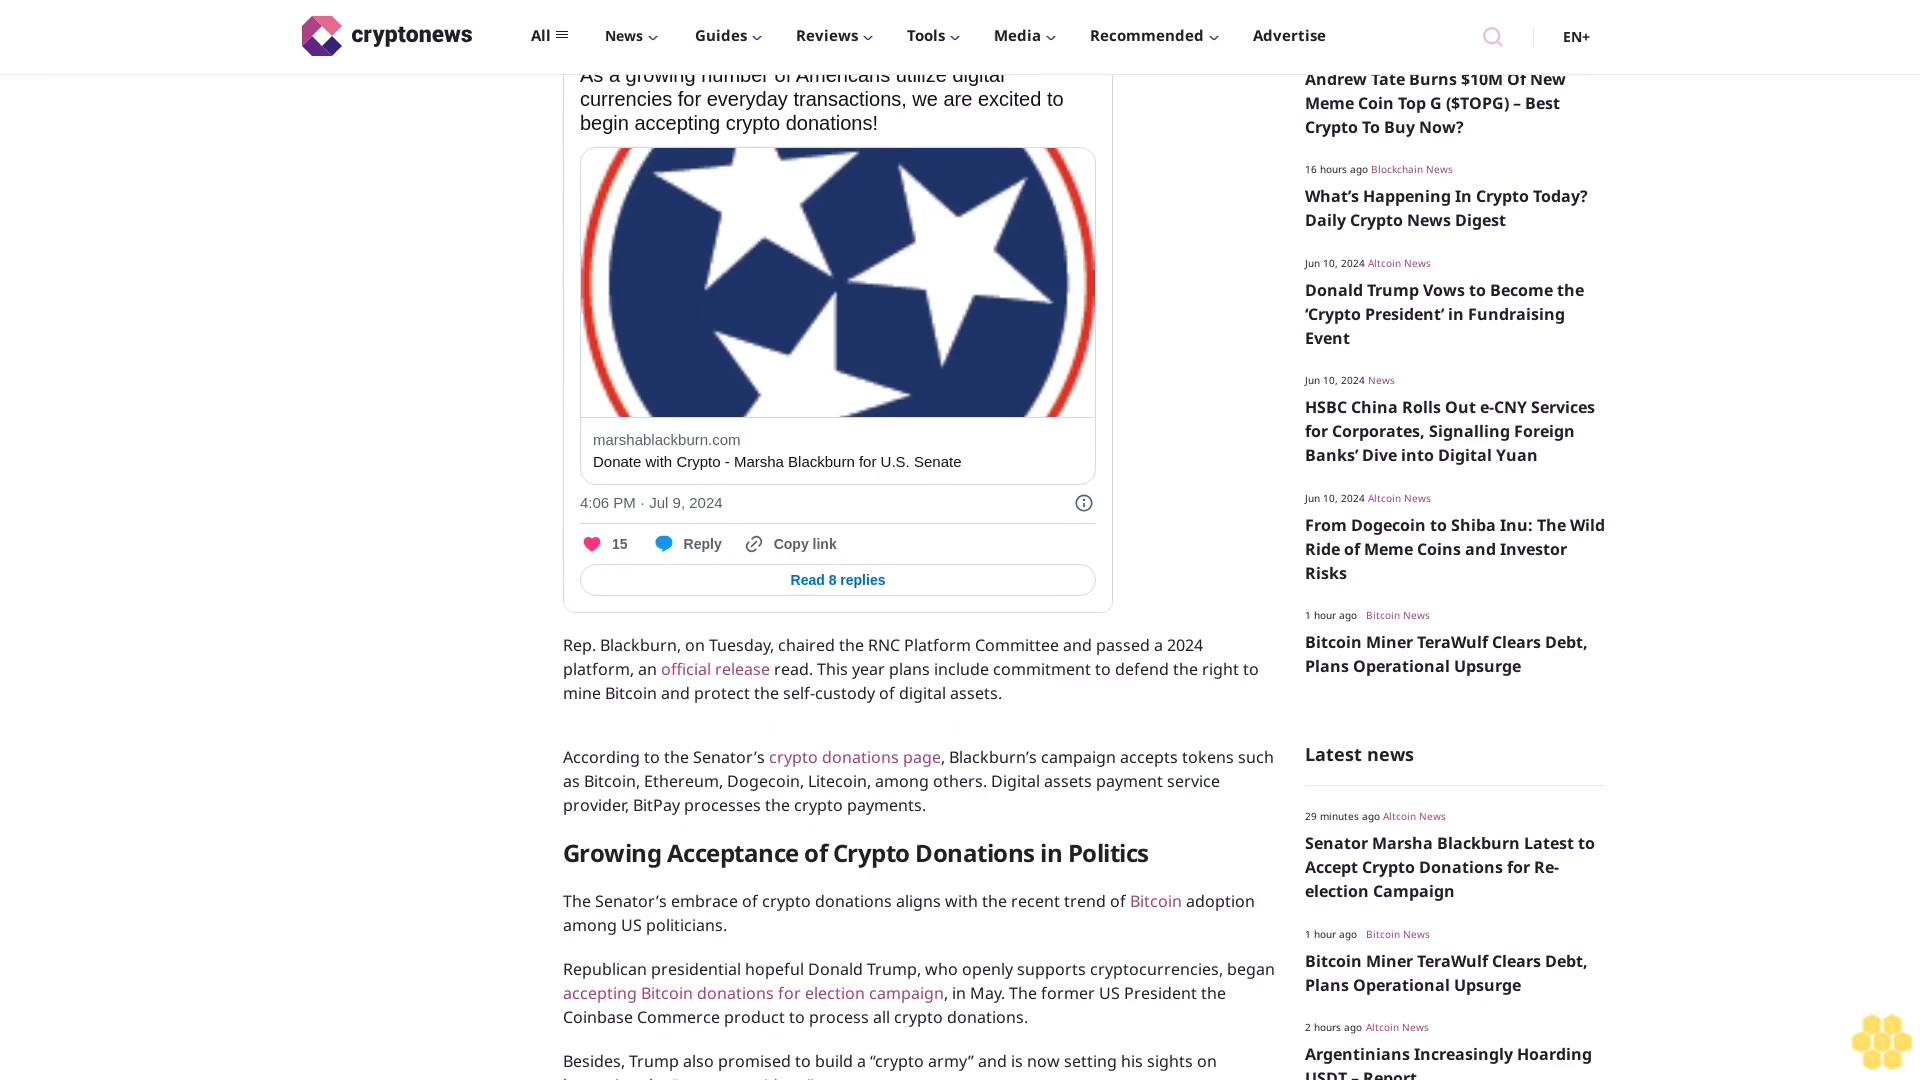 cryptonews
All
News
Guides
Reviews
Tools
Media
Recommended
Advertise
EN+
As a growing number of Americans utilize digital
currencies for everyday transactions, we are excited to
begin accepting crypto donations!
marshablackburn.com
Donate with Crypto - Marsha Blackburn for U.S. Senate
4:06 PM · Jul 9, 2024
15
Reply
Copy link
Read 8 replies
Rep. Blackburn, on Tuesday, chaired the RNC Platform Committee and passed a 2024
platform, an official release read. This year plans include commitment to defend the right to
mine Bitcoin and protect the self-custody of digital assets.
According to the Senator’s crypto donations page, Blackburn’s campaign accepts tokens such
as Bitcoin, Ethereum, Dogecoin, Litecoin, among others. Digital assets payment service
provider, BitPay processes the crypto payments.
Growing Acceptance of Crypto Donations in Politics
The Senator’s embrace of crypto donations aligns with the recent trend of Bitcoin adoption
among US politicians.
Republican presidential hopeful Donald Trump, who openly supports cryptocurrencies, began
accepting Bitcoin donations for election campaign, in May. The former US President the
Coinbase Commerce product to process all crypto donations.
Besides, Trump also promised to build a “crypto army” and is now setting his sights on
Andrew Tate Burns $10M Of New
Meme Coin Top G ($TOPG) – Best
Crypto To Buy Now?
16 hours ago Blockchain News
What’s Happening In Crypto Today?
Daily Crypto News Digest
Jun 10, 2024 Altcoin News
Donald Trump Vows to Become the
‘Crypto President’ in Fundraising
Event
Jun 10, 2024 News
HSBC China Rolls Out e-CNY Services
for Corporates, Signalling Foreign
Banks’ Dive into Digital Yuan
Jun 10, 2024 Altcoin News
From Dogecoin to Shiba Inu: The Wild
Ride of Meme Coins and Investor
Risks
1 hour ago Bitcoin News
Bitcoin Miner TeraWulf Clears Debt,
Plans Operational Upsurge
Latest news
29 minutes ago Altcoin News
Senator Marsha Blackburn Latest to
Accept Crypto Donations for Re-
election Campaign
1 hour ago Bitcoin News
Bitcoin Miner TeraWulf Clears Debt,
Plans Operational Upsurge
2 hours ago Altcoin News
Argentinians Increasingly Hoarding
USDT – Report